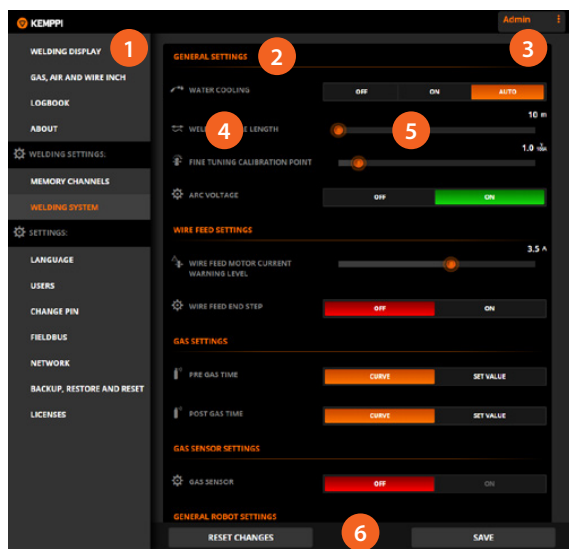 KEMPPI
Admin
WELDING DISPLAY
1
GAS, AIR AND WIRE INCH
LOGBOOK
ABOUT
WELDING SETTINGS:
MEMORY CHANNELS
WELDING SYSTEM
SETTINGS:
LANGUAGE
USERS
CHANGE PIN
FIELDBUS
NETWORK
BACKUP, RESTORE AND RESET
LICENSES
GENERAL SETTINGS
2
3
WATER COOLING
OFF
ON
AUTO
10 m
4
LENGTH
5
1.0
FINE TUNING CALIBRATION POINT
ARC VOLTAGE
OFF
ON
WIRE FEED SETTINGS
3.5 A
WIRE FEED MOTOR CURRENT
WARNING LEVEL
WIRE FEED END STEP
OFF
ON
GAS SETTINGS
PRE GAS TIME
CURVE
SET VALUE
POST GAS TIME
CURVE
SET VALUE
GAS SENSOR SETTINGS
GAS SENSOR
OFF
ON
GENERAL ROBOT SETTINGS
RESET CHANGES
6
SAVE